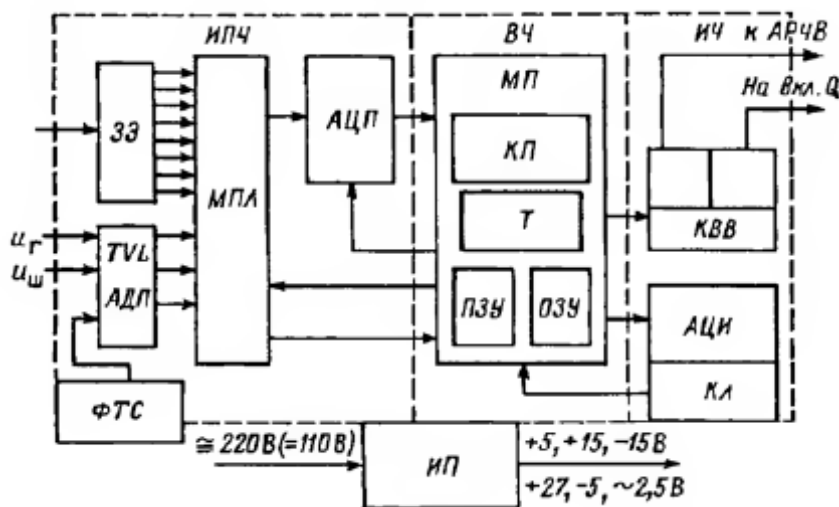 ИПЧ
ВЧ
ИЧ
к АРЧВ
На вкл. Q
ЗЭ
МПЛ
АЦП
МП
КП
Т
ПЗУ
ОЗУ
КВВ
uг
uш
TVL
АДП
АЦИ
КЛ
ФТС
≅ 220В (=110В)
ИП
+5, +15, -15В
+27, -5, ~2,5В